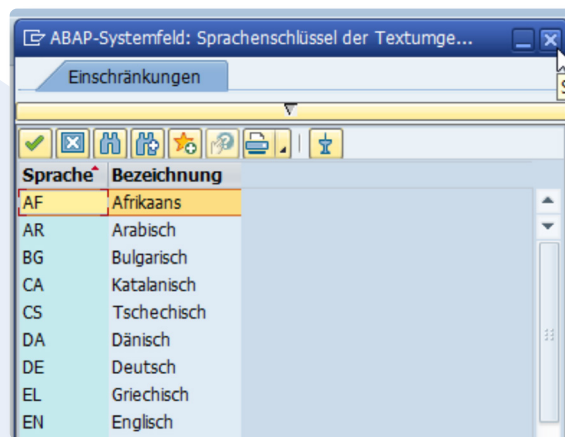 ABAP-Systemfeld: Sprachenschlüssel der Textumge...
Einschränkungen
Sprache Bezeichnung
AF Afrikaans
AR Arabisch
BG Bulgarisch
CA Katalanisch
CS Tschechisch
DA Dänisch
DE Deutsch
EL Griechisch
EN Englisch